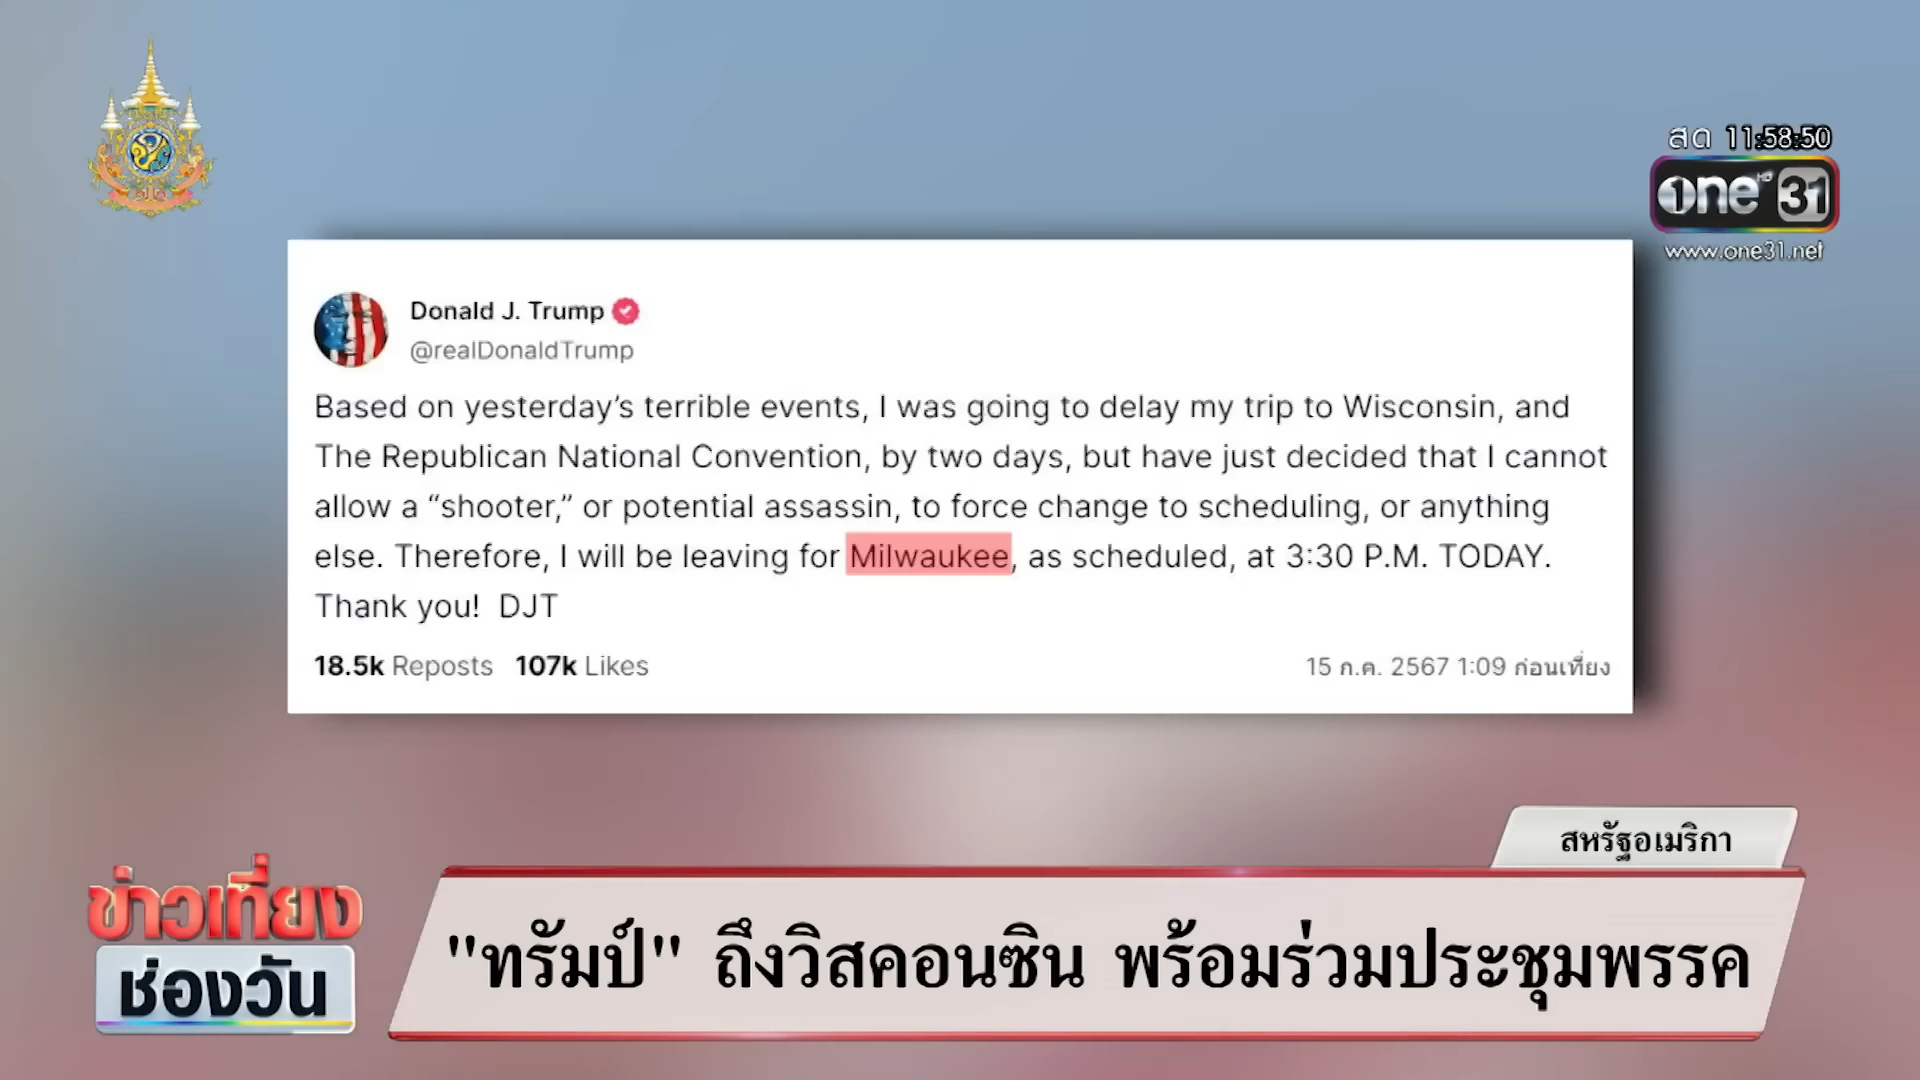 สด 11:58:50
one HD 31
www.one31.net
Donald J. Trump
@realDonaldTrump
Based on yesterday’s terrible events, I was going to delay my trip to Wisconsin, and
The Republican National Convention, by two days, but have just decided that I cannot
allow a “shooter,” or potential assassin, to force change to scheduling, or anything
else. Therefore, I will be leaving for Milwaukee, as scheduled, at 3:30 P.M. TODAY.
Thank you!  DJT
18.5k Reposts 107k Likes 15 ก.ค. 2567 1:09 ก่อนเที่ยง
สหรัฐอเมริกา
ข่าวเที่ยง
ช่องวัน
"ทรัมป์" ถึงวิสคอนซิน พร้อมร่วมประชุมพรรค